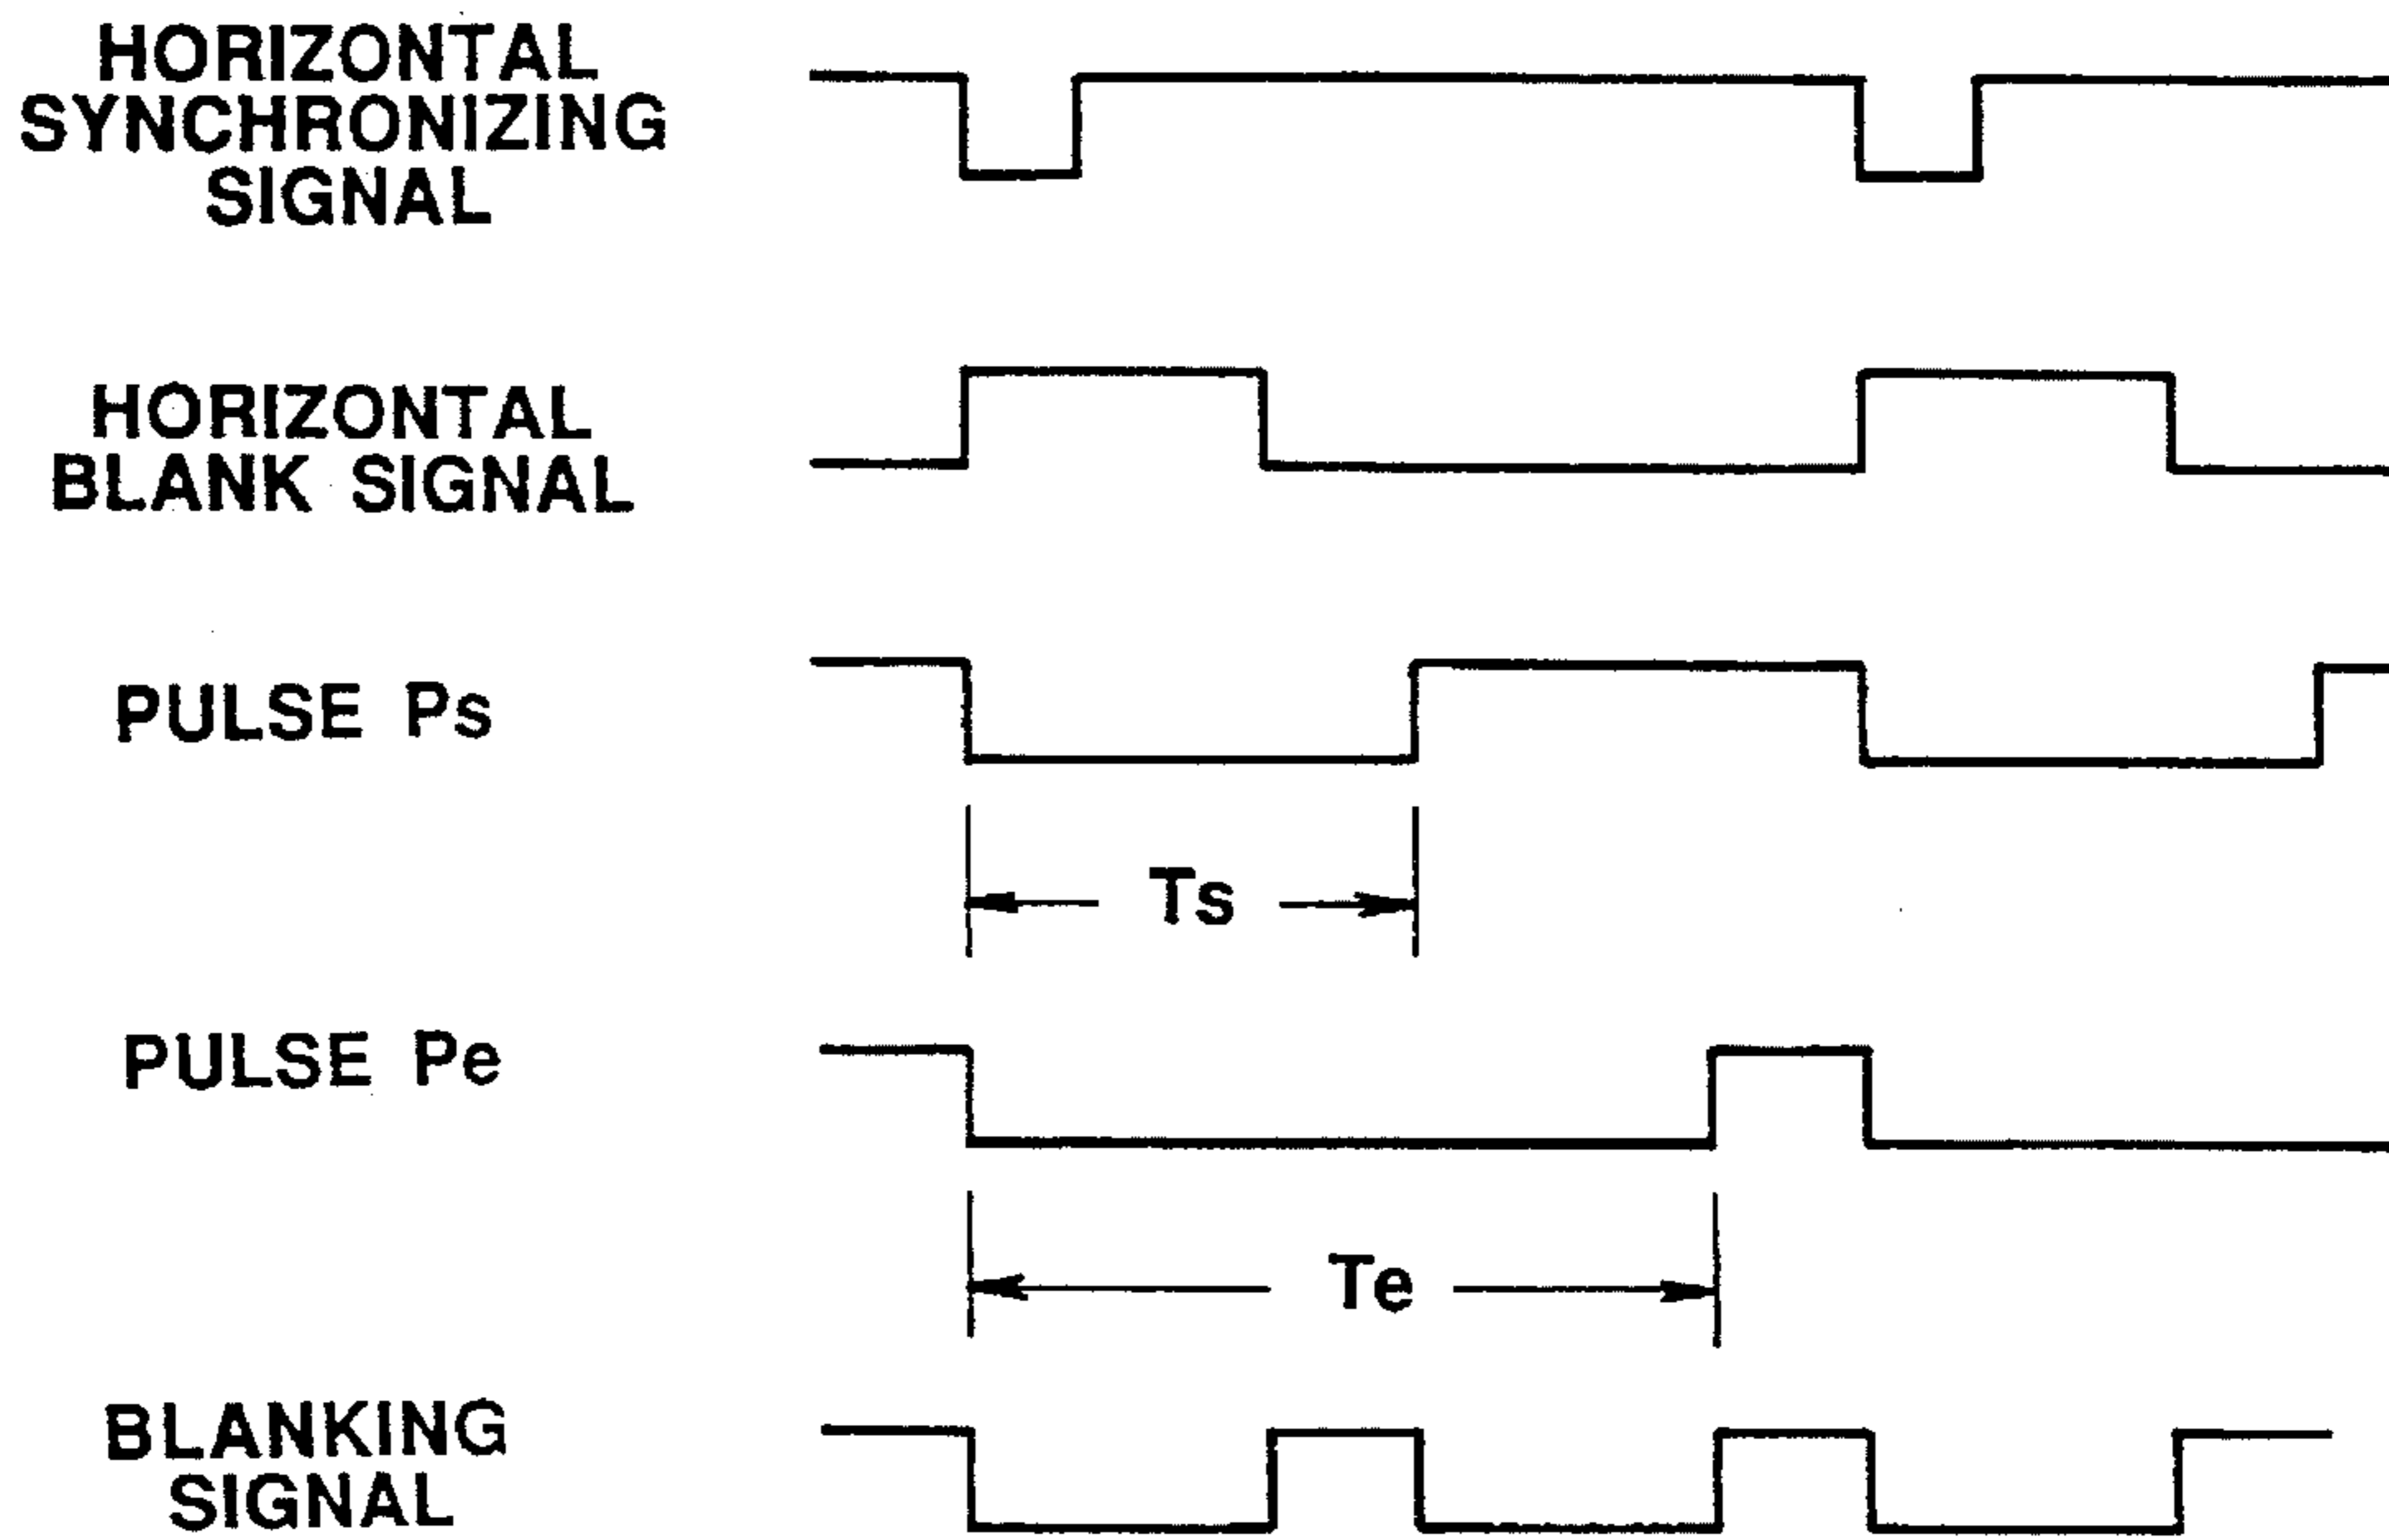 HORIZONTAL
SYNCHRONIZING
SIGNAL
HORIZONTAL
BLANK SIGNAL
PULSE Ps
Ts
PULSE Pe
Te
BLANKING
SIGNAL